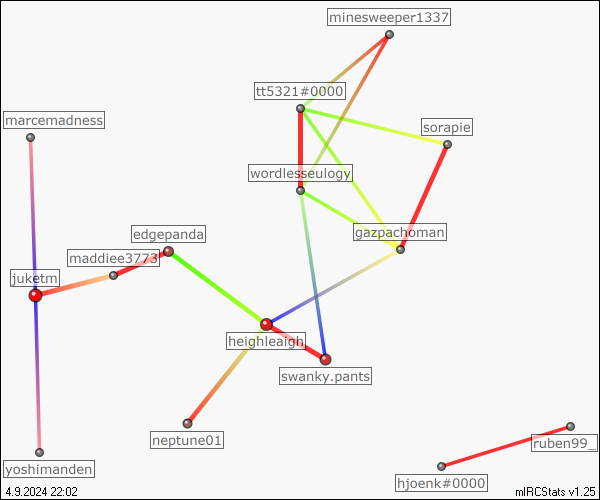 minesweeper1337
tt5321#0000
marcemadness
sorapie
wordlesseulogy
edgepanda
gazpachoman
maddiee3773
juketm
heighleaigh
swanky.pants
neptune01
ruben99_
yoshimanden
hjoenk#0000
4.9.2024 22:02
mIRCStats v1.25